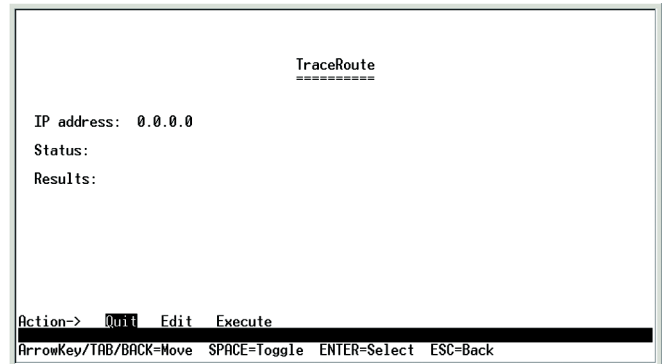 TraceRoute
==========
IP address: 0.0.0.0
Status:
Results:
Action-> Quit Edit Execute
ArrowKey/TAB/BACK=Move SPACE=Toggle ENTER=Select ESC=Back